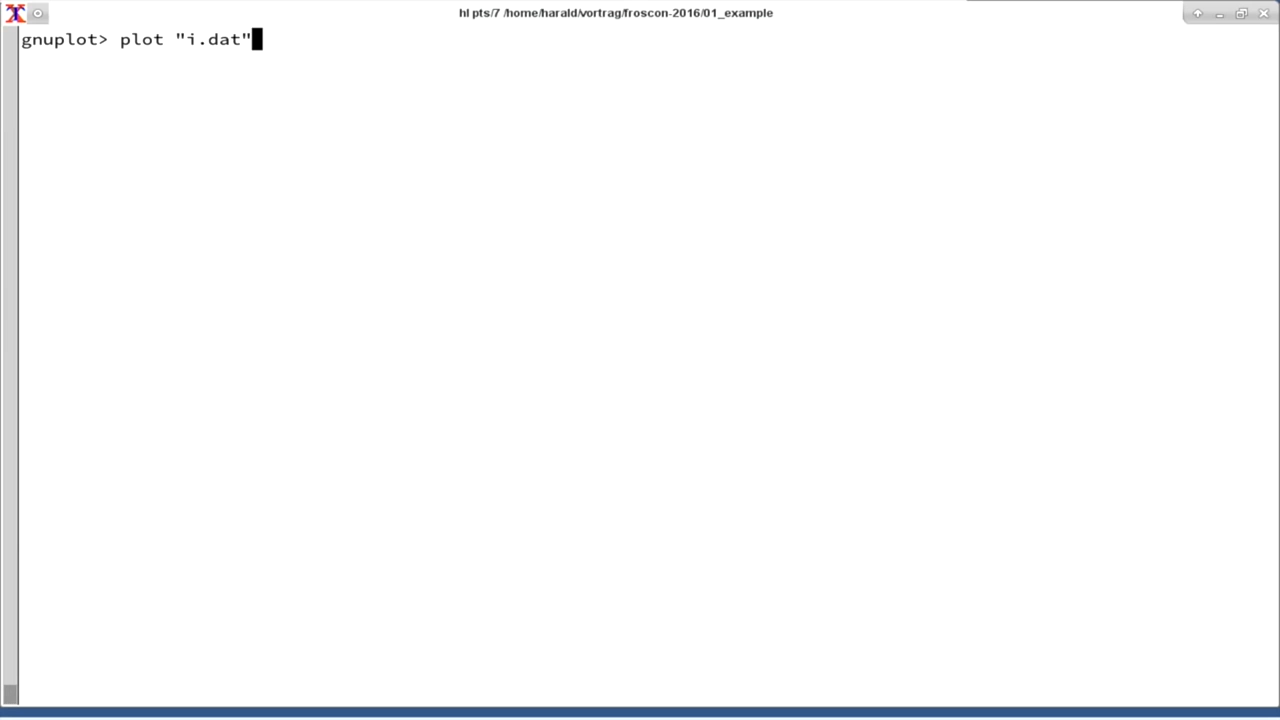 hl pts/7 /home/harald/vortrag/froscon-2016/01_example
gnuplot> plot "i.dat"